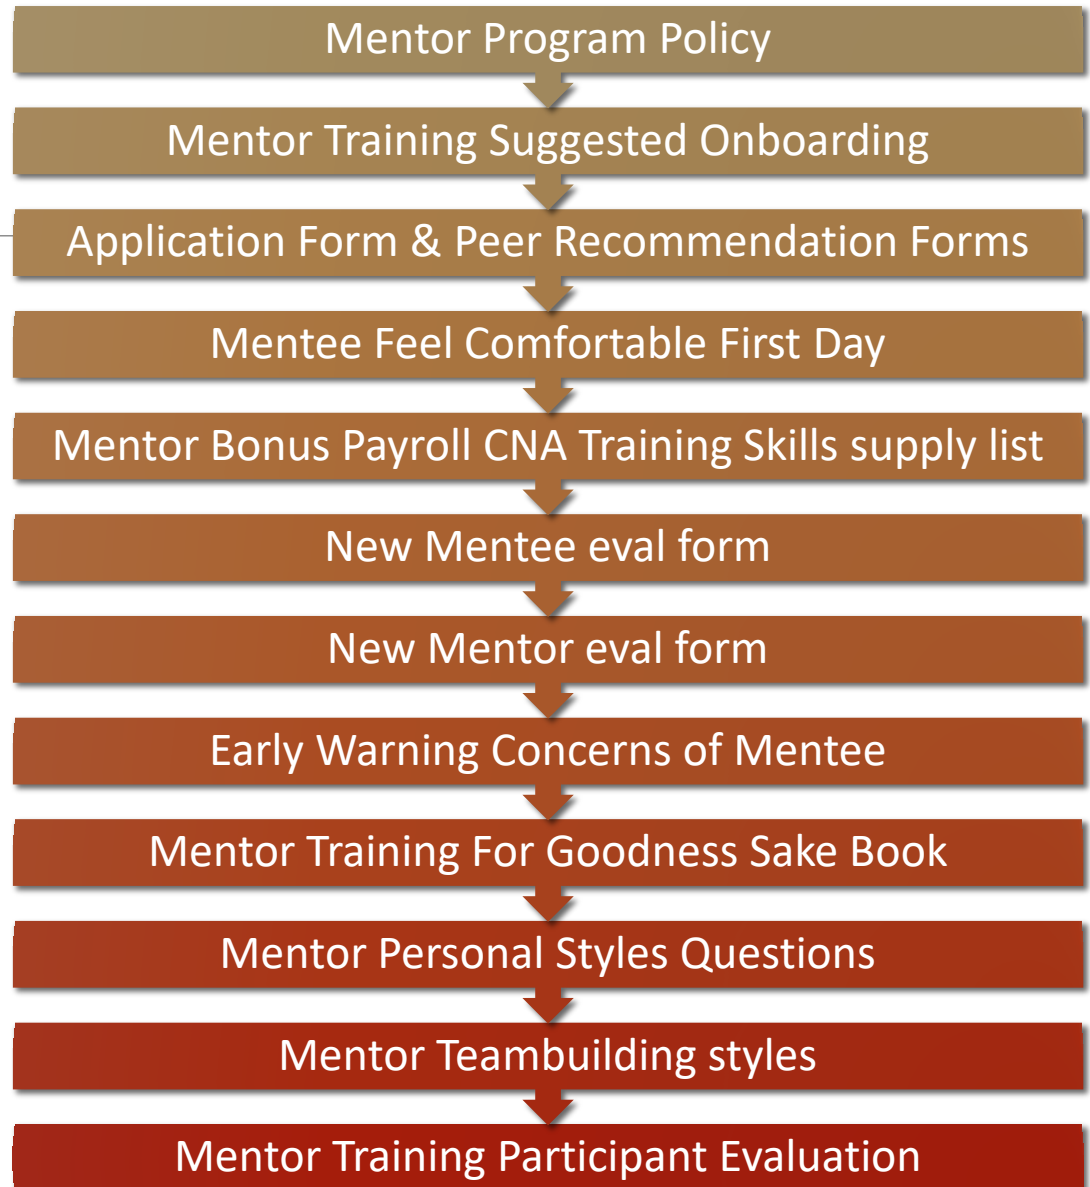 Mentor Program Policy
Mentor Training Suggested Onboarding
Application Form & Peer Recommendation Forms
Mentee Feel Comfortable First Day
Mentor Bonus Payroll CNA Training Skills supply list
New Mentee eval form
New Mentor eval form
Early Warning Concerns of Mentee
Mentor Training For Goodness Sake Book
Mentor Personal Styles Questions
Mentor Teambuilding styles
Mentor Training Participant Evaluation